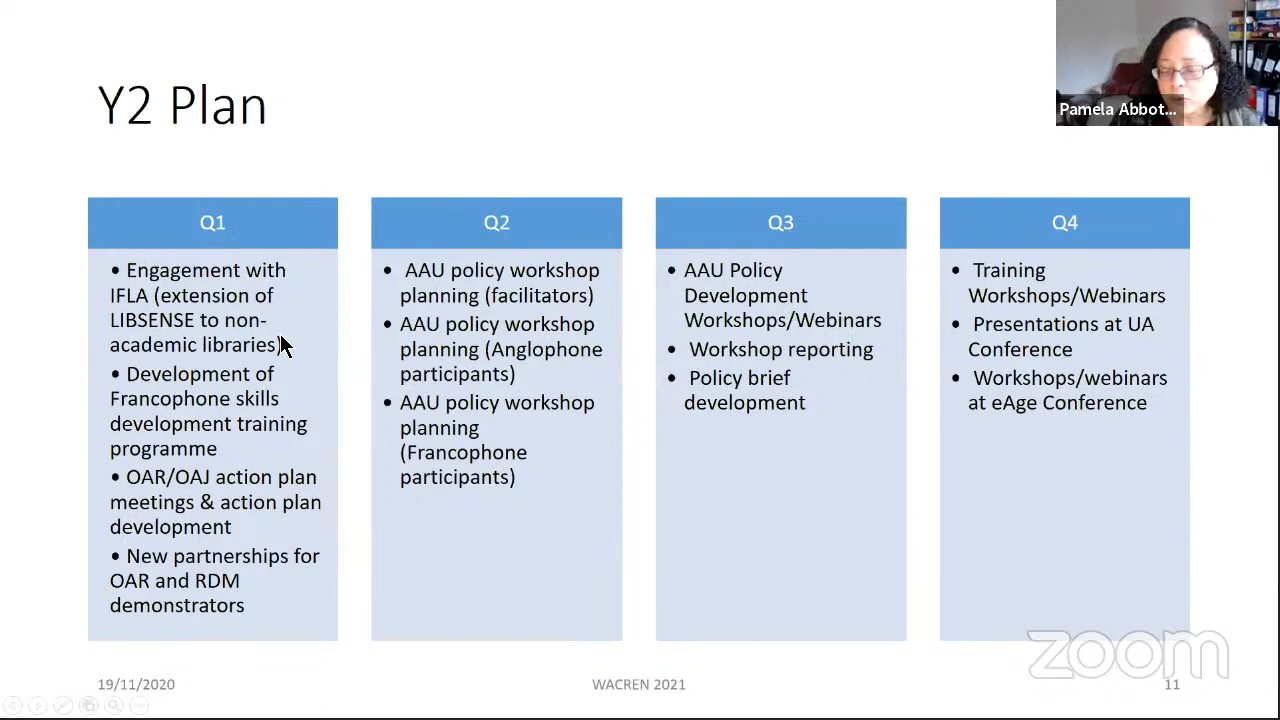 Y2 Plan
Pamela Abbot...
Q1
• Engagement with
IFLA (extension of
LIBSENSE to non-
academic libraries)
• Development of
Francophone skills
development training
programme
• OAR/OAJ action plan
meetings & action plan
development
• New partnerships for
OAR and RDM
demonstrators
Q2
• AAU policy workshop
planning (facilitators)
• AAU policy workshop
planning (Anglophone
participants)
• AAU policy workshop
planning
(Francophone
participants)
Q3
• AAU Policy
Development
Workshops/Webinars
• Workshop reporting
• Policy brief
development
Q4
• Training
Workshops/Webinars
• Presentations at UA
Conference
• Workshops/webinars
at eAge Conference
zoom
19/11/2020
WACREN 2021
11